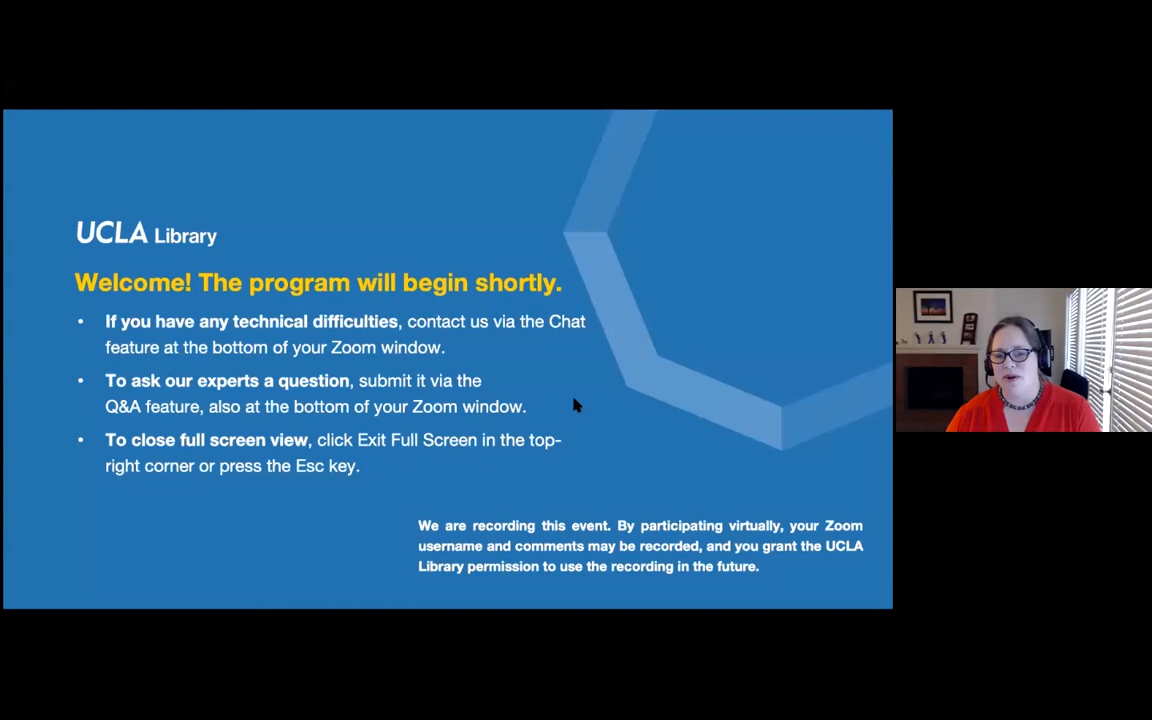 UCLA Library
Welcome! The program will begin shortly.
• If you have any technical difficulties, contact us via the Chat
feature at the bottom of your Zoom window.
• To ask our experts a question, submit it via the
Q&A feature, also at the bottom of your Zoom window.
• To close full screen view, click Exit Full Screen in the top-
right corner or press the Esc key.
We are recording this event. By participating virtually, your Zoom
username and comments may be recorded, and you grant the UCLA
Library permission to use the recording in the future.